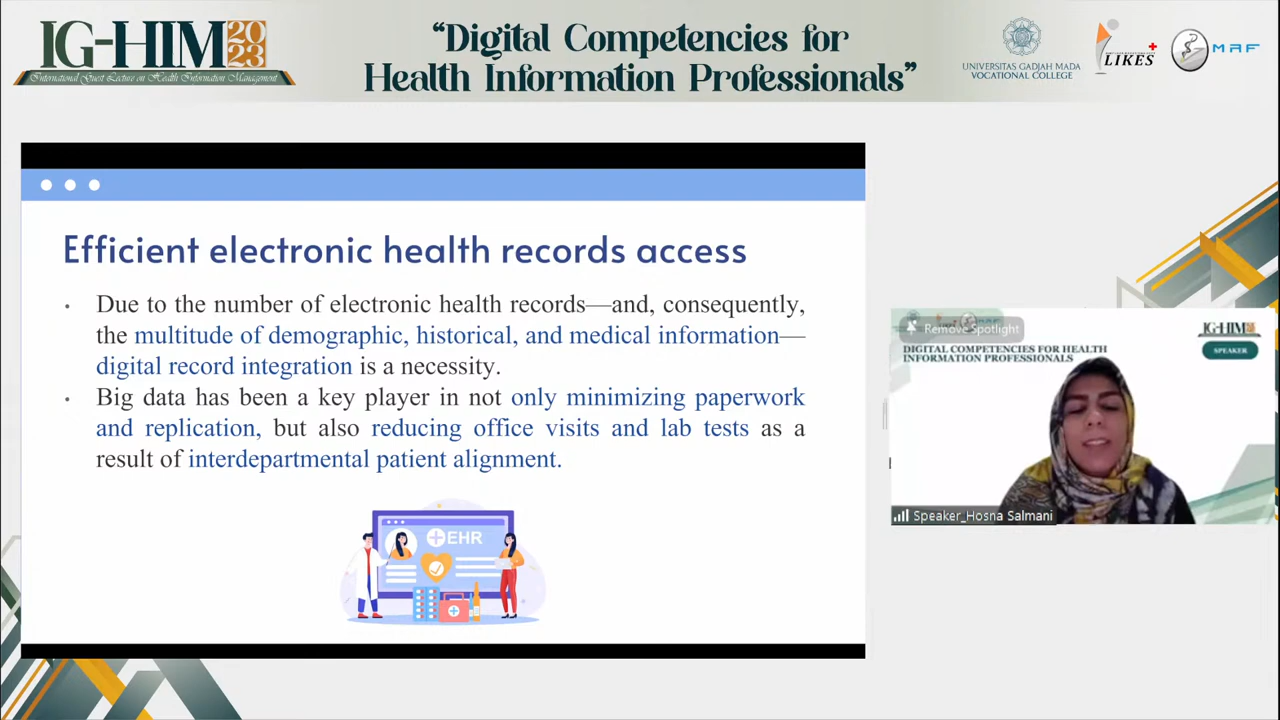 IG-HIM 2023
International Guest Lecture on Health Information Management
“Digital Competencies for
Health Information Professionals”
UNIVERSITAS GADJAH MADA
VOCATIONAL COLLEGE
LIKES
MRF
Efficient electronic health records access
• Due to the number of electronic health records—and, consequently,
the multitude of demographic, historical, and medical information—
digital record integration is a necessity.
• Big data has been a key player in not only minimizing paperwork
and replication, but also reducing office visits and lab tests as a
result of interdepartmental patient alignment.
EHR
Remove Spotlight
IG-HIM
SPEAKER
DIGITAL COMPETENCIES FOR HEALTH
INFORMATION PROFESSIONALS
Speaker_Hosna Salmani